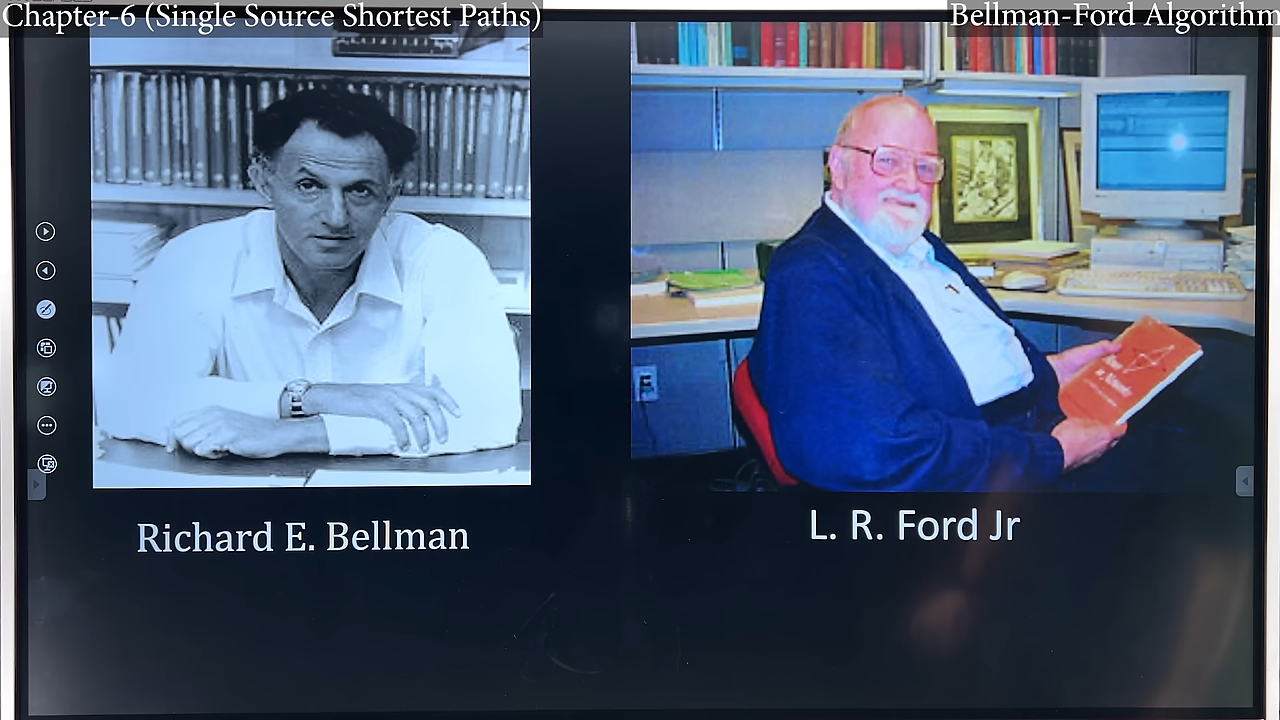 Chapter-6 (Single Source Shortest Paths)
Bellman-Ford Algorithm
Richard E. Bellman
L. R. Ford Jr